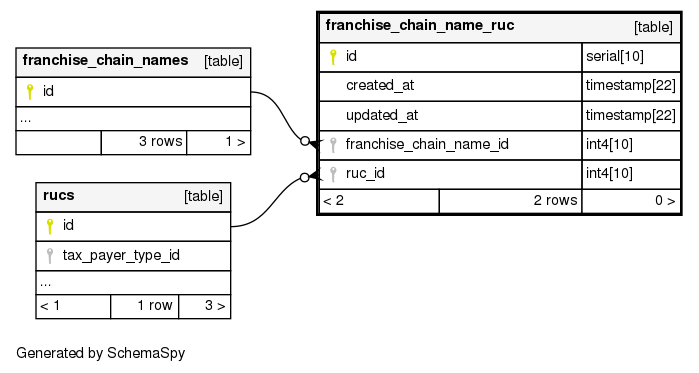 franchise_chain_names [table]
id
...
3 rows 1 >
rucs [table]
id
tax_payer_type_id
...
< 1 1 row 3 >
franchise_chain_name_ruc [table]
id serial[10]
created_at timestamp[22]
updated_at timestamp[22]
franchise_chain_name_id int4[10]
ruc_id int4[10]
< 2 2 rows 0 >
Generated by SchemaSpy